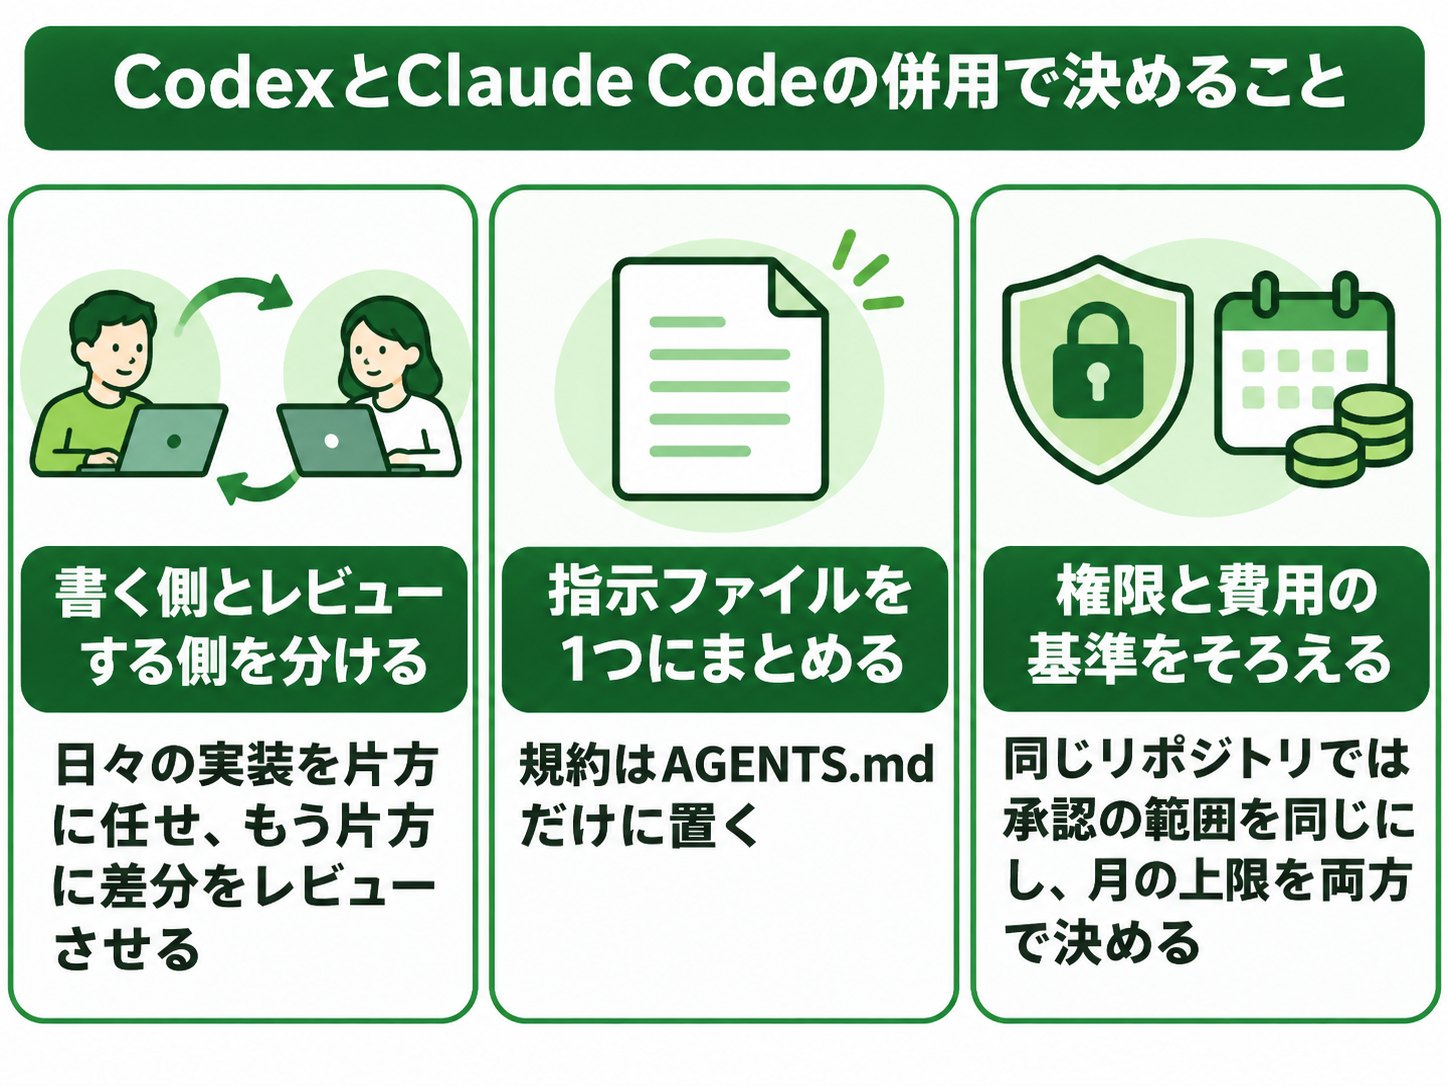 CodexとClaude Codeの併用で決めること
書く側とレビュー
する側を分ける
日々の実装を片方
に任せ、もう片方
に差分をレビュー
させる
指示ファイルを
1つにまとめる
規約はAGENTS.md
だけに置く
権限と費用の
基準をそろえる
同じリポジトリでは
承認の範囲を同じに
し、月の上限を両方
で決める